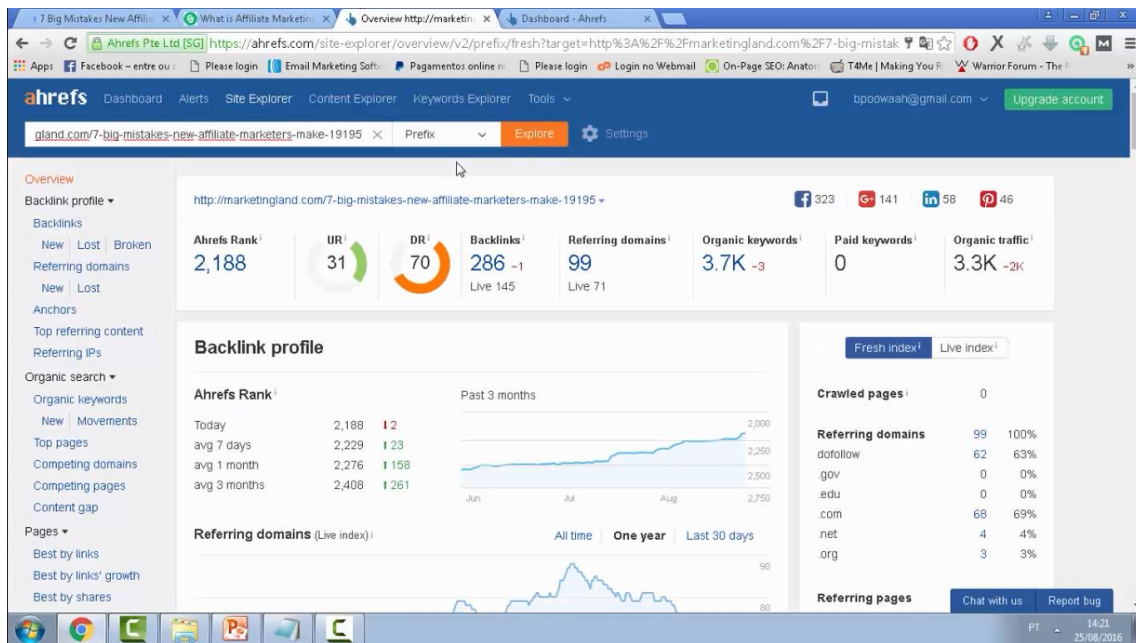 7 Big Mistakes New Affili
What is Affiliate Marketin
Overview http://marketin
Dashboard - Ahrefs
Ahrefs Pte Ltd [SG] https://ahrefs.com/site-explorer/overview/v2/prefix/fresh?target=http%3A%2F%2Fmarketingland.com%2F7-big-mistak
Apps Facebook – entre ou Please login Email Marketing Soft Pagamentos online n Please login Login no Webmail On-Page SEO: Anato T4Me | Making You R Warrior Forum - The
ahrefs Dashboard Alerts Site Explorer Content Explorer Keywords Explorer Tools bpoowaah@gmail.com Upgrade account
gland.com/7-big-mistakes-new-affiliate-marketers-make-19195 Prefix Explore Settings
Overview
Backlink profile
Backlinks
New Lost Broken
Referring domains
New Lost
Anchors
Top referring content
Referring IPs
Organic search
Organic keywords
New Movements
Top pages
Competing domains
Competing pages
Content gap
Pages
Best by links
Best by links' growth
Best by shares
http://marketingland.com/7-big-mistakes-new-affiliate-marketers-make-19195
323 141 58 46
Ahrefs Rank UR DR Backlinks Referring domains Organic keywords Paid keywords Organic traffic
2,188 31 70 286 -1 99 3.7K -3 0 3.3K -2K
Live 145 Live 71
Backlink profile
Ahrefs Rank
Past 3 months
Today 2,188 2
avg 7 days 2,229 23
avg 1 month 2,276 158
avg 3 months 2,408 261
2,000
2,250
2,500
2,750
Jun Jul Aug
Referring domains (Live index)
All time One year Last 30 days
90
80
Fresh index Live index
Crawled pages 0
Referring domains 99 100%
dofollow 62 63%
.gov 0 0%
.edu 0 0%
.com 68 69%
.net 4 4%
.org 3 3%
Referring pages
Chat with us Report bug
PT 14:21
25/08/2016